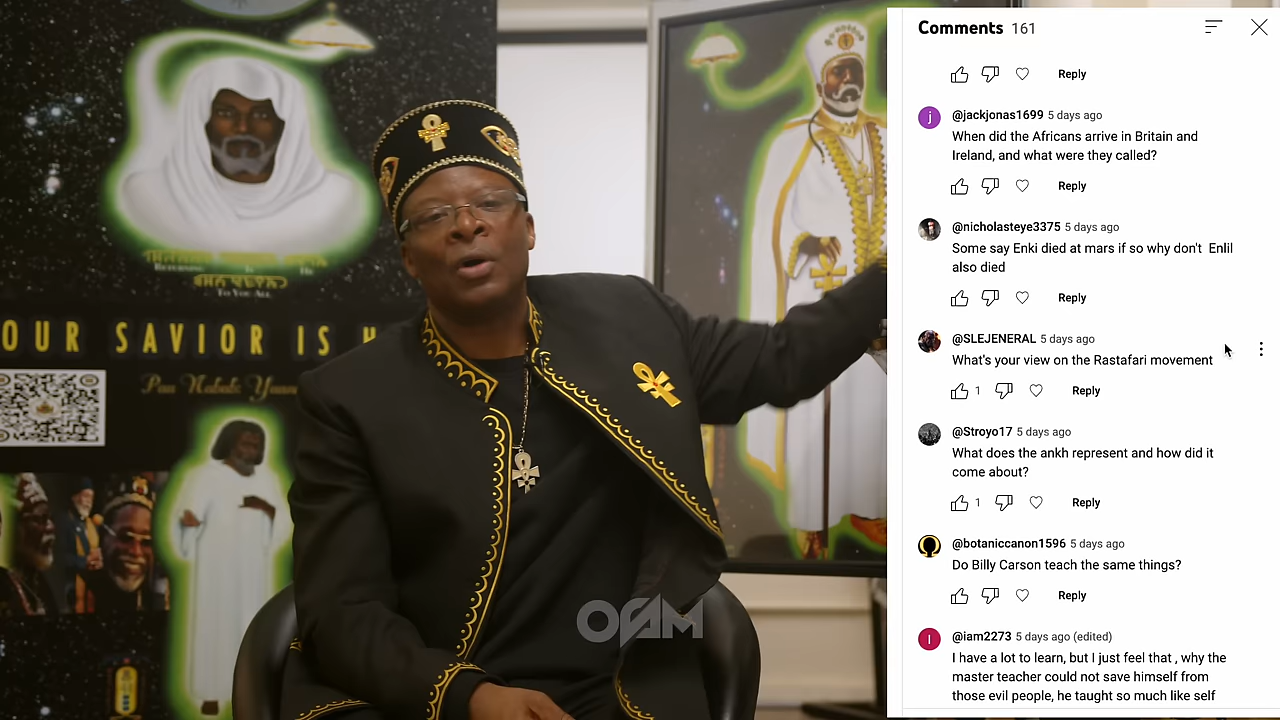 OUR SAVIOR IS H
To You All
OSM
Comments 161
Reply
@jackjonas1699 5 days ago
When did the Africans arrive in Britain and
Ireland, and what were they called?
Reply
@nicholasteye3375 5 days ago
Some say Enki died at mars if so why don't Enlil
also died
Reply
@SLEJENERAL 5 days ago
What's your view on the Rastafari movement
1 Reply
@Stroyo17 5 days ago
What does the ankh represent and how did it
come about?
1 Reply
@botaniccanon1596 5 days ago
Do Billy Carson teach the same things?
Reply
@iam2273 5 days ago (edited)
I have a lot to learn, but I just feel that , why the
master teacher could not save himself from
those evil people, he taught so much like self